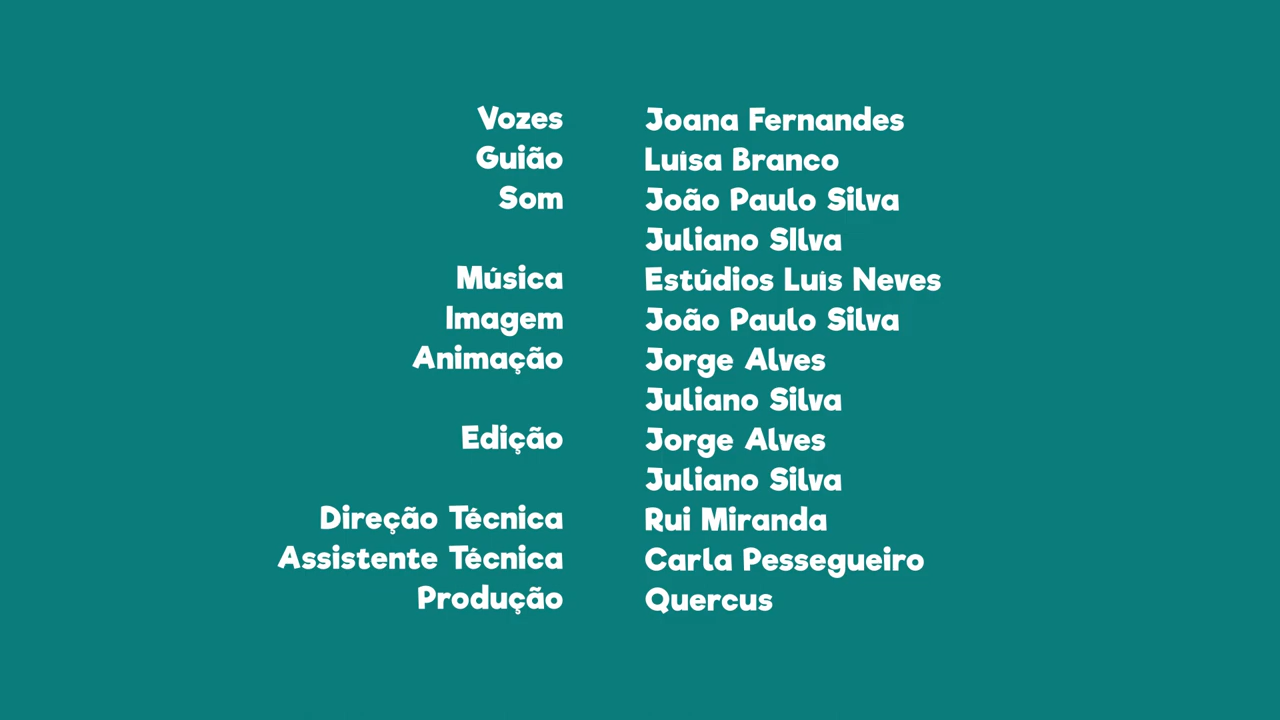 Vozes Joana Fernandes
Guião Luísa Branco
Som João Paulo Silva
Juliano SIlva
Música Estúdios Luís Neves
Imagem João Paulo Silva
Animação Jorge Alves
Juliano Silva
Edição Jorge Alves
Juliano Silva
Direção Técnica Rui Miranda
Assistente Técnica Carla Pessegueiro
Produção Quercus